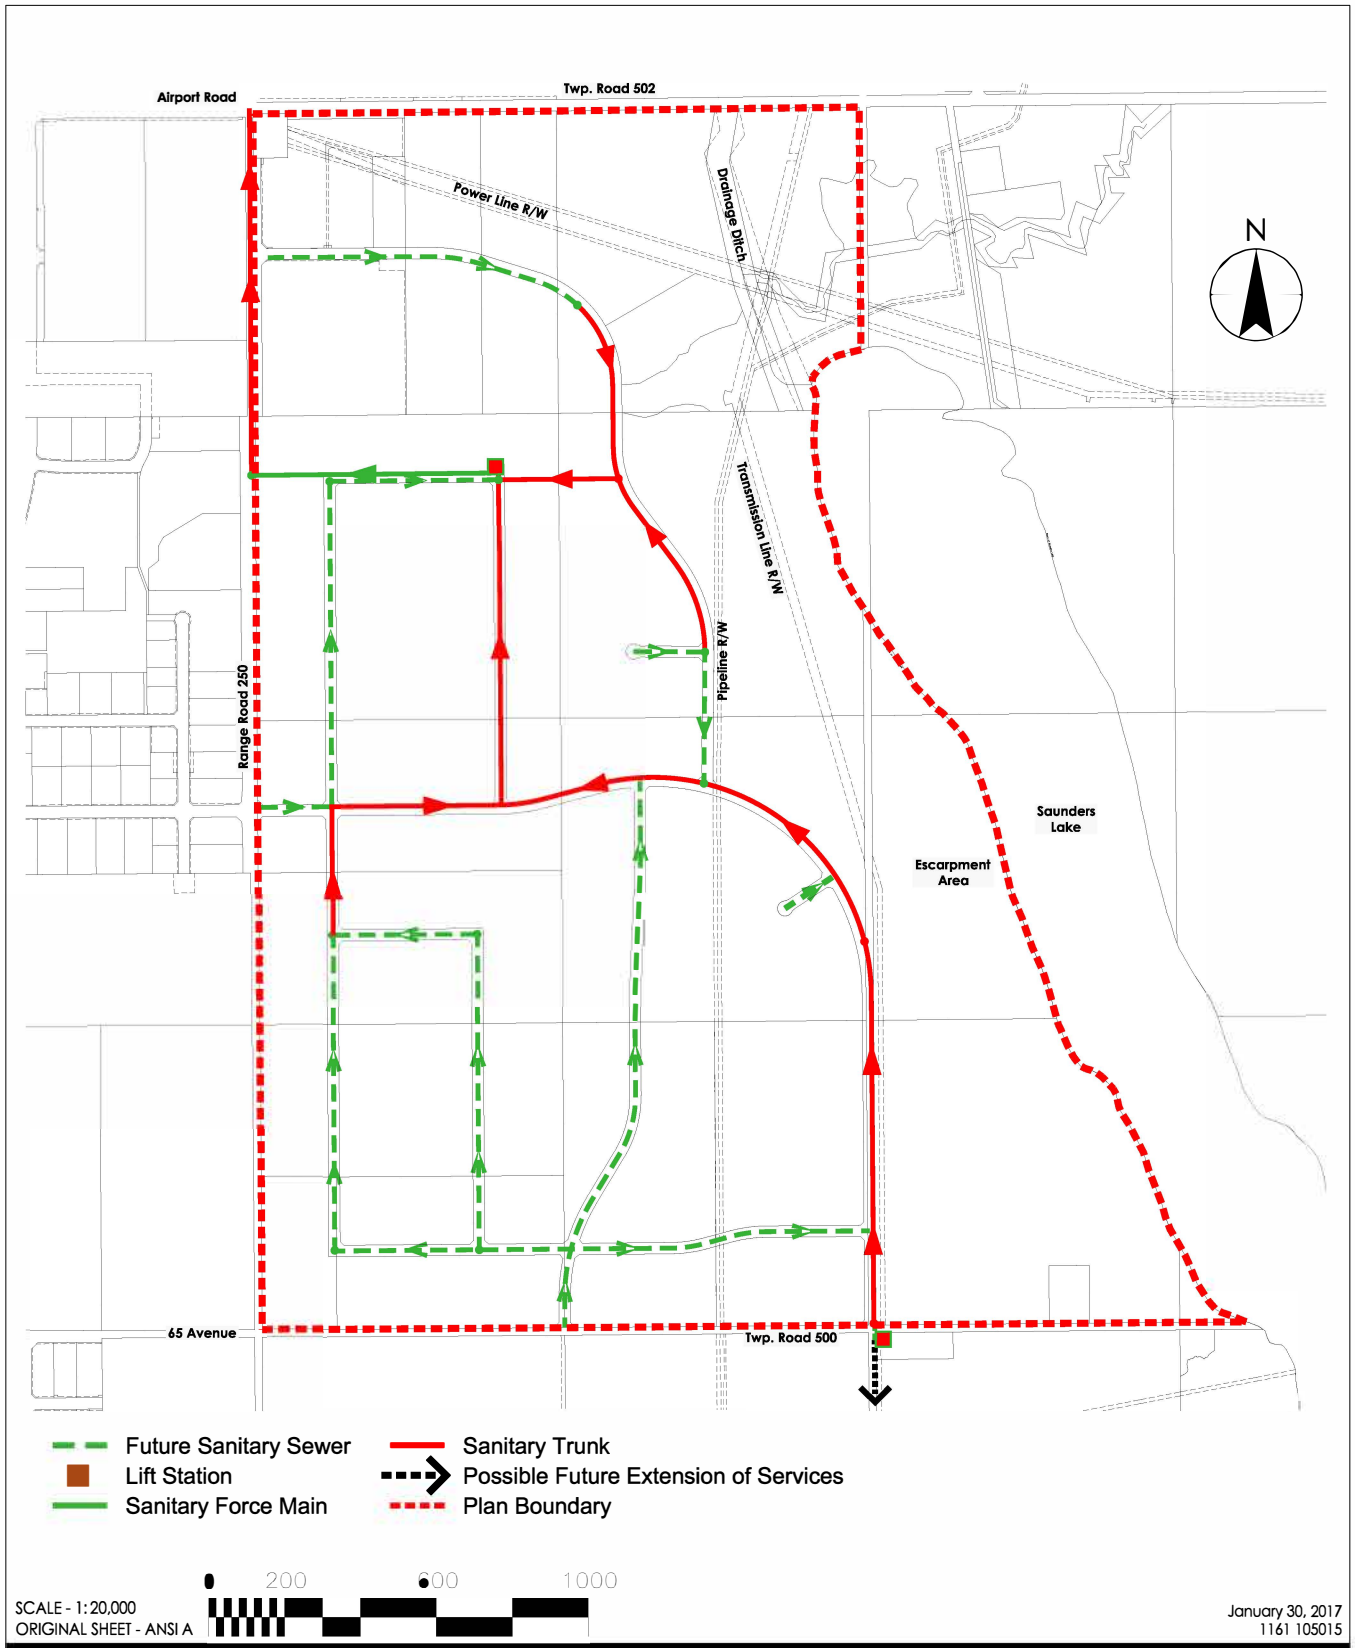 Twp. Road 502
Airport Road
Power Line R/W
Drainage Ditch
N
Transmission Line R/W
Pipeline R/W
Range Road 250
Saunders
Lake
Escarpment
Area
65 Avenue
Twp. Road 500
Future Sanitary Sewer
Sanitary Trunk
Lift Station
Possible Future Extension of Services
Sanitary Force Main
Plan Boundary
0 200 600 1000
SCALE - 1:20,000
ORIGINAL SHEET - ANSI A
January 30, 2017
1161 105015